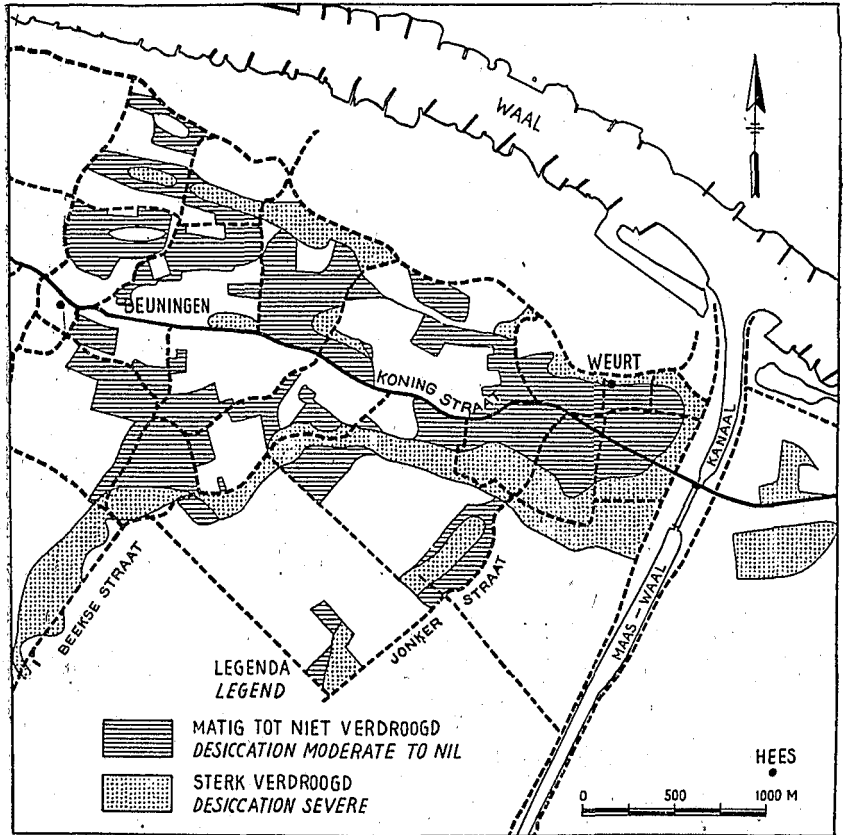 WAAL
BEUNINGEN
WEURT
KONING STRAAT
KANAAL
MAAS - WAAL
BEEKSE STRAAT
JONKER STRAAT
LEGENDA
LEGEND
MATIG TOT NIET VERDROOGD
DESICCATION MODERATE TO NIL
STERK VERDROOGD
DESICCATION SEVERE
HEES
0 500 1000 M